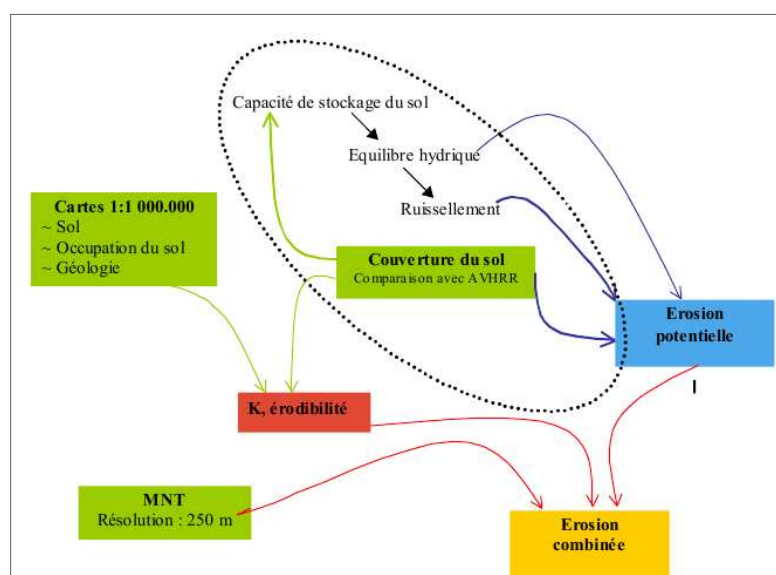 Capacité de stockage du sol
Equilibre hydrique
Ruissellement
Cartes 1:1 000.000
~ Sol
~ Occupation du sol
~ Géologie
Couverture du sol
Comparaison avec AVHRR
Erosion
potentielle
I
K, érodibilité
MNT
Résolution : 250 m
Erosion
combinée